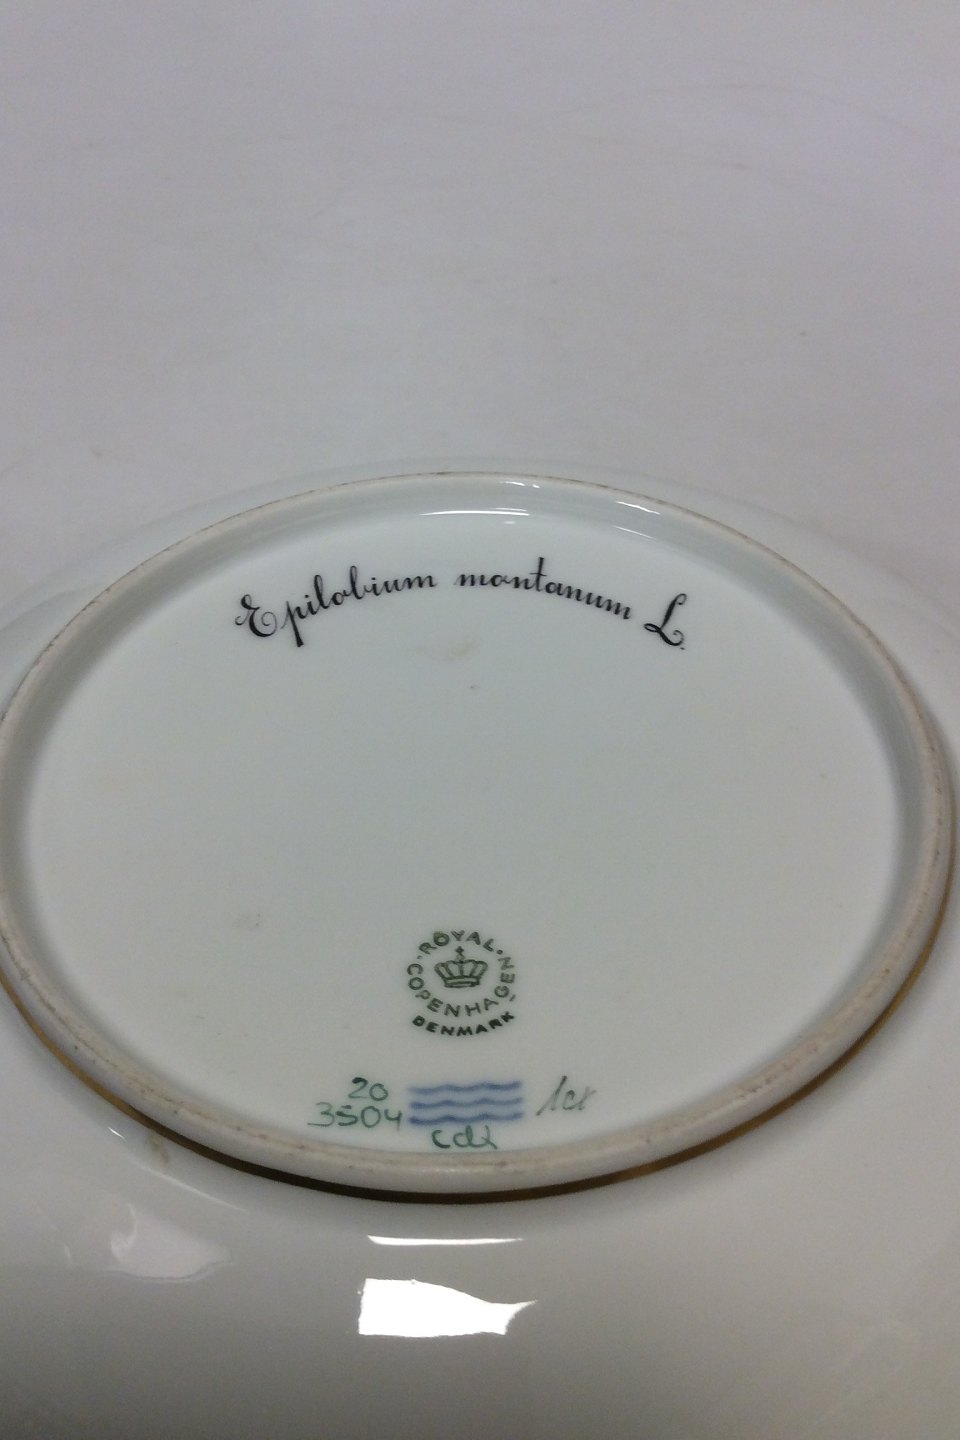 Epilobium montanum L.
ROYAL
COPENHAGEN
DENMARK
20
3504